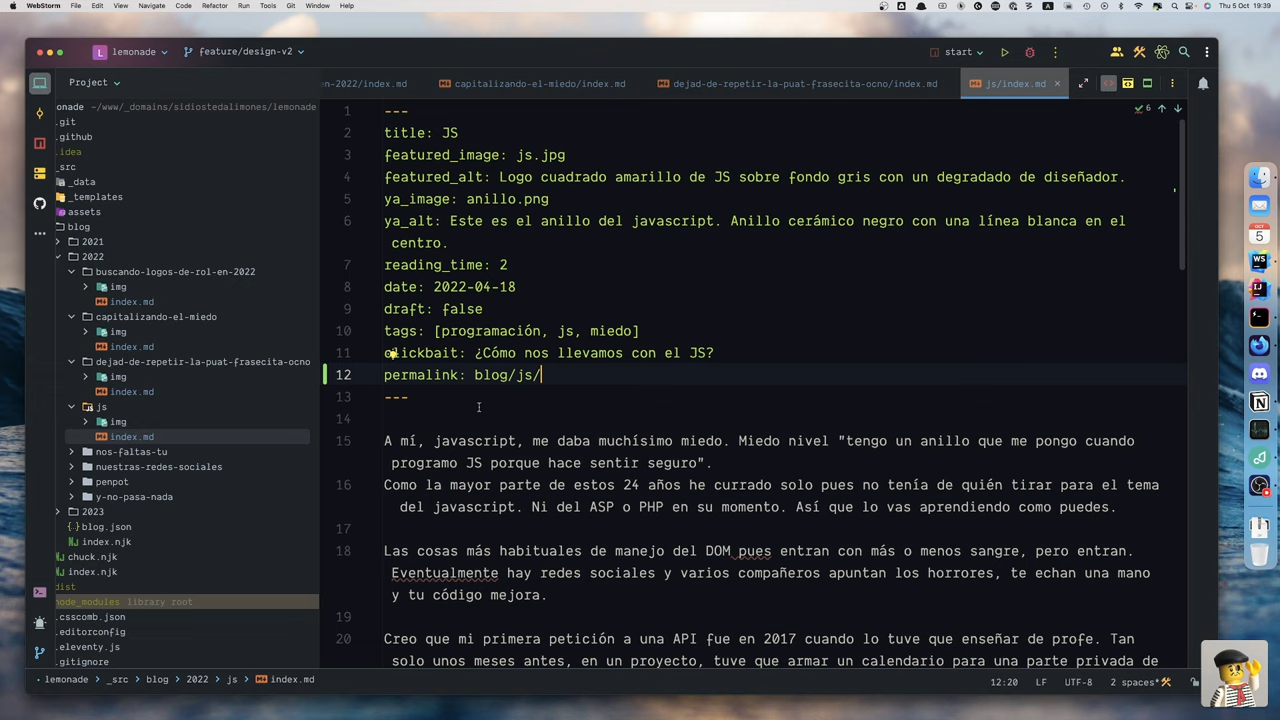 WebStorm File Edit View Navigate Code Refactor Run Tools Git Window Help
A
Thu 5 Oct 19:39
L lemonade feature/design-v2 start
Project
en-2022/index.md capitalizando-el-miedo/index.md dejad-de-repetir-la-puat-frasecita-ocno/index.md js/index.md
6
onade ~/www/_domains/sidiostedalimones/lemonade
.git
.github
.idea
_src
_data
_templates
assets
blog
2021
2022
buscando-logos-de-rol-en-2022
img
index.md
capitalizando-el-miedo
img
index.md
dejad-de-repetir-la-puat-frasecita-ocno
img
index.md
js
img
index.md
nos-faltas-tu
nuestras-redes-sociales
penpot
y-no-pasa-nada
2023
blog.json
index.njk
chuck.njk
index.njk
dist
node_modules library root
.csscomb.json
.editorconfig
.eleventy.js
.gitignore
1 ---
2 title: JS
3 featured_image: js.jpg
4 featured_alt: Logo cuadrado amarillo de JS sobre fondo gris con un degradado de diseñador.
5 ya_image: anillo.png
6 ya_alt: Este es el anillo del javascript. Anillo cerámico negro con una línea blanca en el
centro.
7 reading_time: 2
8 date: 2022-04-18
9 draft: false
10 tags: [programación, js, miedo]
11 clickbait: ¿Cómo nos llevamos con el JS?
12 permalink: blog/js/
13 ---
14
15 A mí, javascript, me daba muchísimo miedo. Miedo nivel "tengo un anillo que me pongo cuando
programo JS porque hace sentir seguro".
16 Como la mayor parte de estos 24 años he currado solo pues no tenía de quién tirar para el tema
del javascript. Ni del ASP o PHP en su momento. Así que lo vas aprendiendo como puedes.
17
18 Las cosas más habituales de manejo del DOM pues entran con más o menos sangre, pero entran.
Eventualmente hay redes sociales y varios compañeros apuntan los horrores, te echan una mano
y tu código mejora.
19
20 Creo que mi primera petición a una API fue en 2017 cuando lo tuve que enseñar de profe. Tan
solo unos meses antes, en un proyecto, tuve que armar un calendario para una parte privada de
lemonade _src blog 2022 js index.md
12:20 LF UTF-8 2 spaces*
OCT
5
WS
IJ